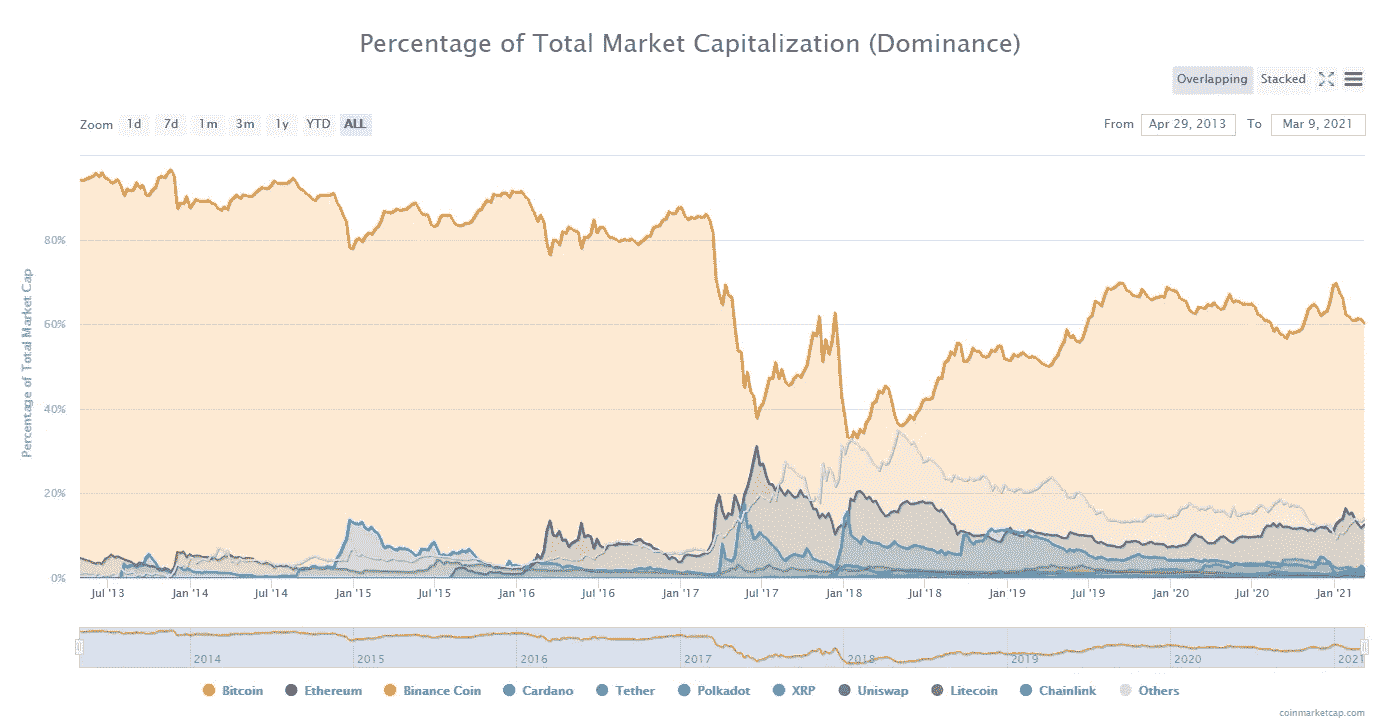 Percentage of Total Market Capitalization (Dominance)
Overlapping Stacked
Zoom 1d 7d 1m 3m 1y YTD ALL
From Apr 29, 2013 To Mar 9, 2021
Percentage of Total Market Cap
80%
60%
40%
20%
0%
Jul '13 Jan '14 Jul '14 Jan '15 Jul '15 Jan '16 Jul '16 Jan '17 Jul '17 Jan '18 Jul '18 Jan '19 Jul '19 Jan '20 Jul '20 Jan '21
2014 2015 2016 2017 2018 2019 2020 2021
Bitcoin Ethereum Binance Coin Cardano Tether Polkadot XRP Uniswap Litecoin Chainlink Others
coinmarketcap.com